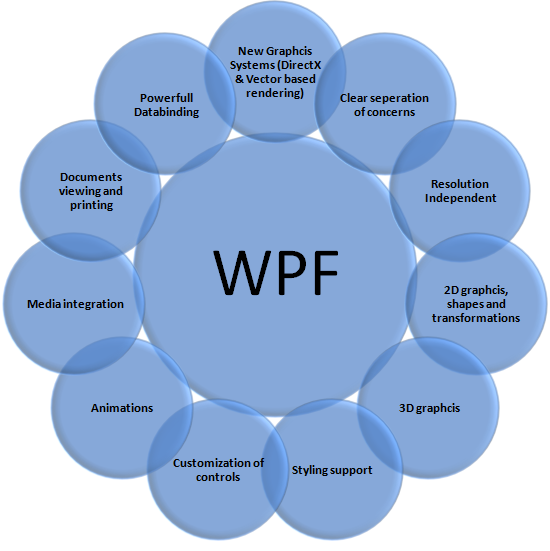 New Graphcis
Systems (DirectX
& Vector based
rendering)
Clear seperation
of concerns
Resolution
Independent
2D graphcis,
shapes and
transformations
3D graphcis
Styling support
Customization of
controls
Animations
Media integration
Documents
viewing and
printing
Powerfull
Databinding
WPF